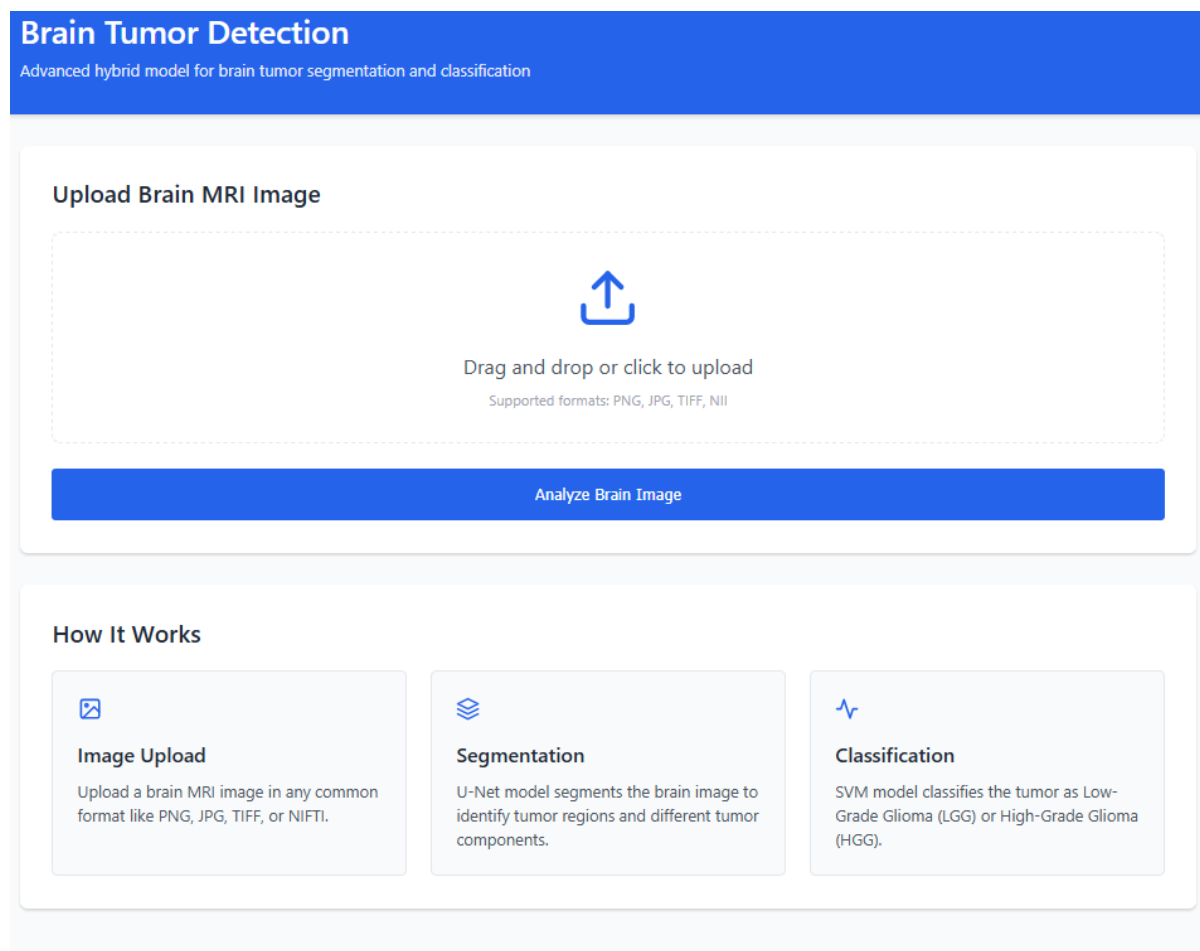 Brain Tumor Detection
Advanced hybrid model for brain tumor segmentation and classification
Upload Brain MRI Image
Drag and drop or click to upload
Supported formats: PNG, JPG, TIFF, NII
Analyze Brain Image
How It Works
Image Upload
Upload a brain MRI image in any common
format like PNG, JPG, TIFF, or NIFTI.
Segmentation
U-Net model segments the brain image to
identify tumor regions and different tumor
components.
Classification
SVM model classifies the tumor as Low-
Grade Glioma (LGG) or High-Grade Glioma
(HGG).